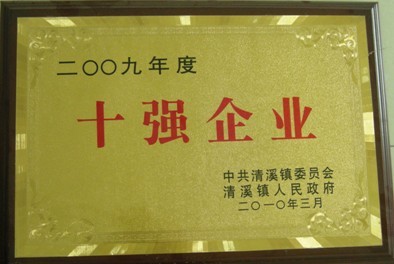 二〇〇九年度
十强企业
中共清溪镇委员会
清溪镇人民政府
二〇一〇年三月